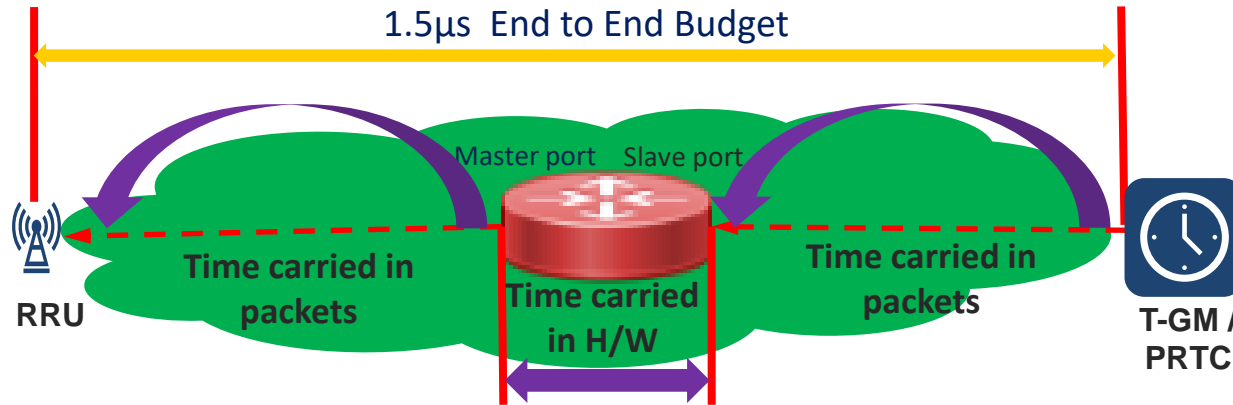 1.5µs End to End Budget
Master port Slave port
Time carried in
packets
Time carried in
packets
Time carried
in H/W
RRU
T-GM /
PRTC